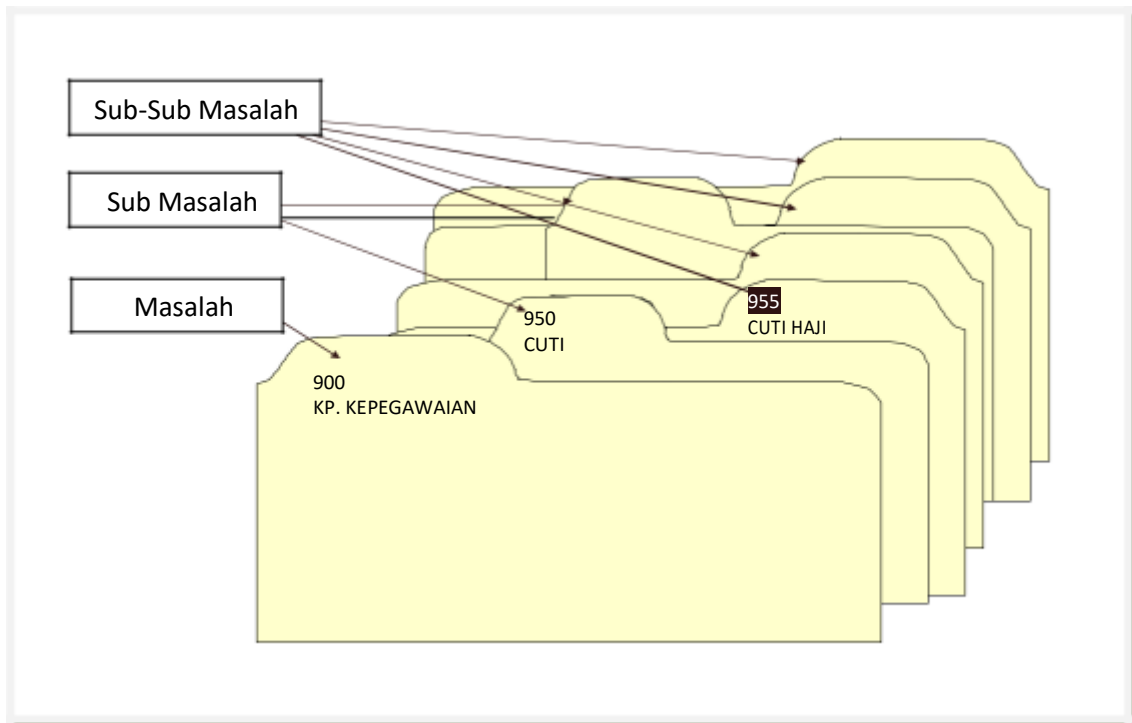 Sub-Sub Masalah
Sub Masalah
Masalah
955
CUTI HAJI
950
CUTI
900
KP. KEPEGAWAIAN